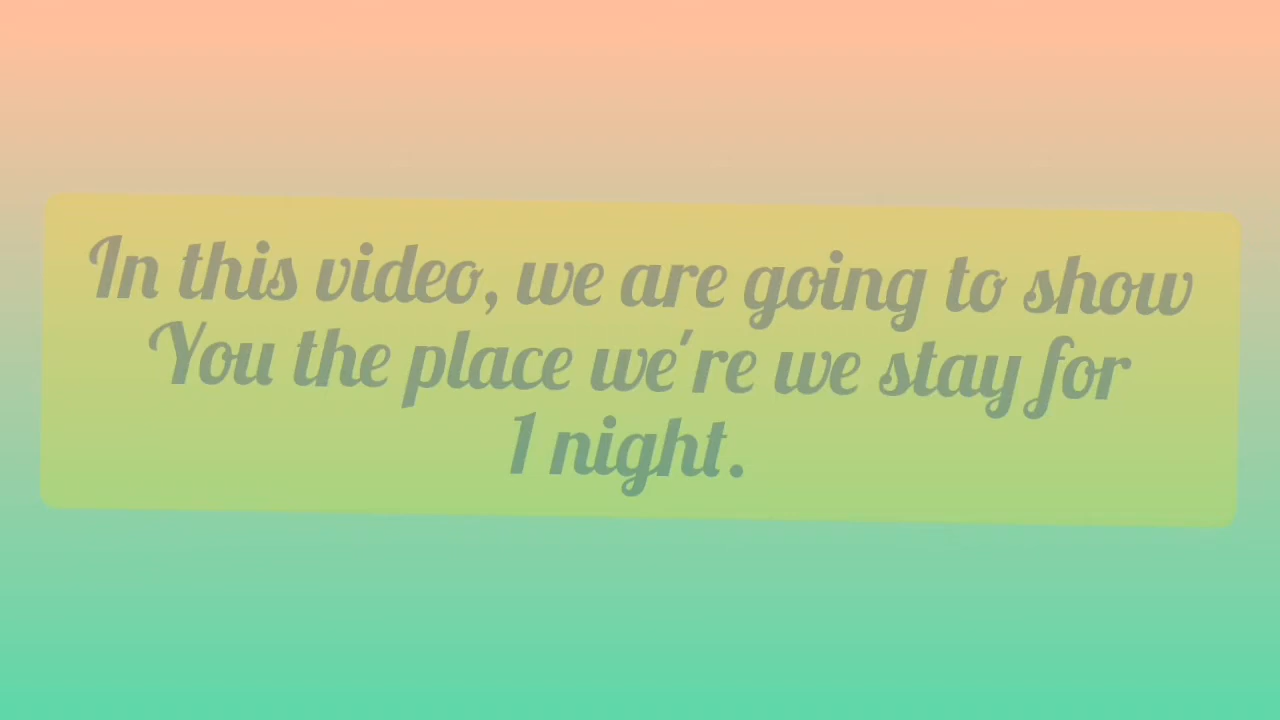 In this video, we are going to show
You the place we're we stay for
1 night.